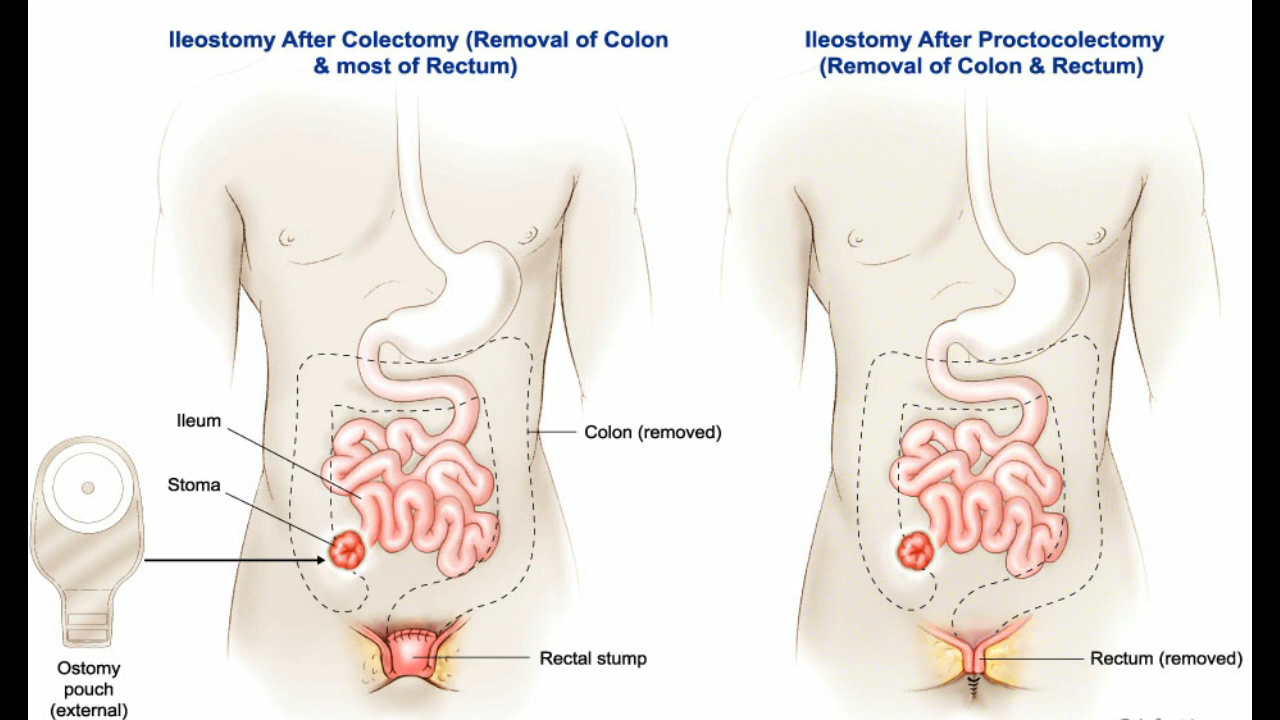 Ileostomy After Colectomy (Removal of Colon
& most of Rectum)
Ileostomy After Proctocolectomy
(Removal of Colon & Rectum)
Ileum
Colon (removed)
Stoma
Rectal stump
Rectum (removed)
Ostomy
pouch
(external)